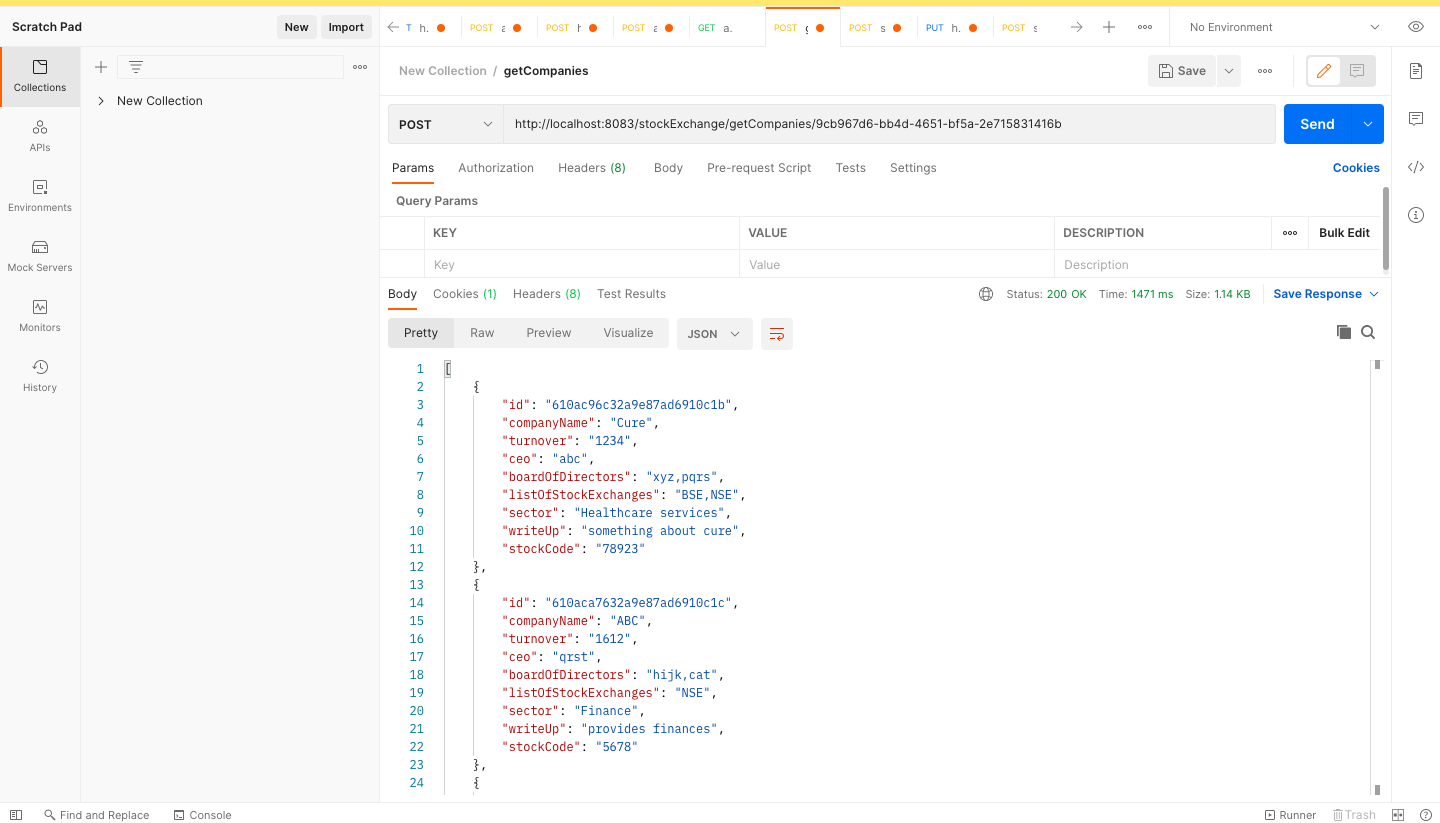 Scratch Pad
New
Import
T h.
POST
POST
POST
GET a.
POST
POST s
PUT h.
POST
No Environment
Collections
APIs
Environments
Mock Servers
Monitors
History
New Collection
New Collection / getCompanies
Save
POST
http://localhost:8083/stockExchange/getCompanies/9cb967d6-bb4d-4651-bf5a-2e715831416b
Send
Params Authorization Headers (8) Body Pre-request Script Tests Settings Cookies
Query Params
KEY VALUE DESCRIPTION Bulk Edit
Key Value Description
Body Cookies (1) Headers (8) Test Results Status: 200 OK Time: 1471 ms Size: 1.14 KB Save Response
Pretty Raw Preview Visualize JSON
1 [
2 {
3 "id": "610ac96c32a9e87ad6910c1b",
4 "companyName": "Cure",
5 "turnover": "1234",
6 "ceo": "abc",
7 "boardOfDirectors": "xyz,pqrs",
8 "listOfStockExchanges": "BSE,NSE",
9 "sector": "Healthcare services",
10 "writeUp": "something about cure",
11 "stockCode": "78923"
12 },
13 {
14 "id": "610aca7632a9e87ad6910c1c",
15 "companyName": "ABC",
16 "turnover": "1612",
17 "ceo": "qrst",
18 "boardOfDirectors": "hijk,cat",
19 "listOfStockExchanges": "NSE",
20 "sector": "Finance",
21 "writeUp": "provides finances",
22 "stockCode": "5678"
23 },
24 {
Find and Replace Console Runner Trash